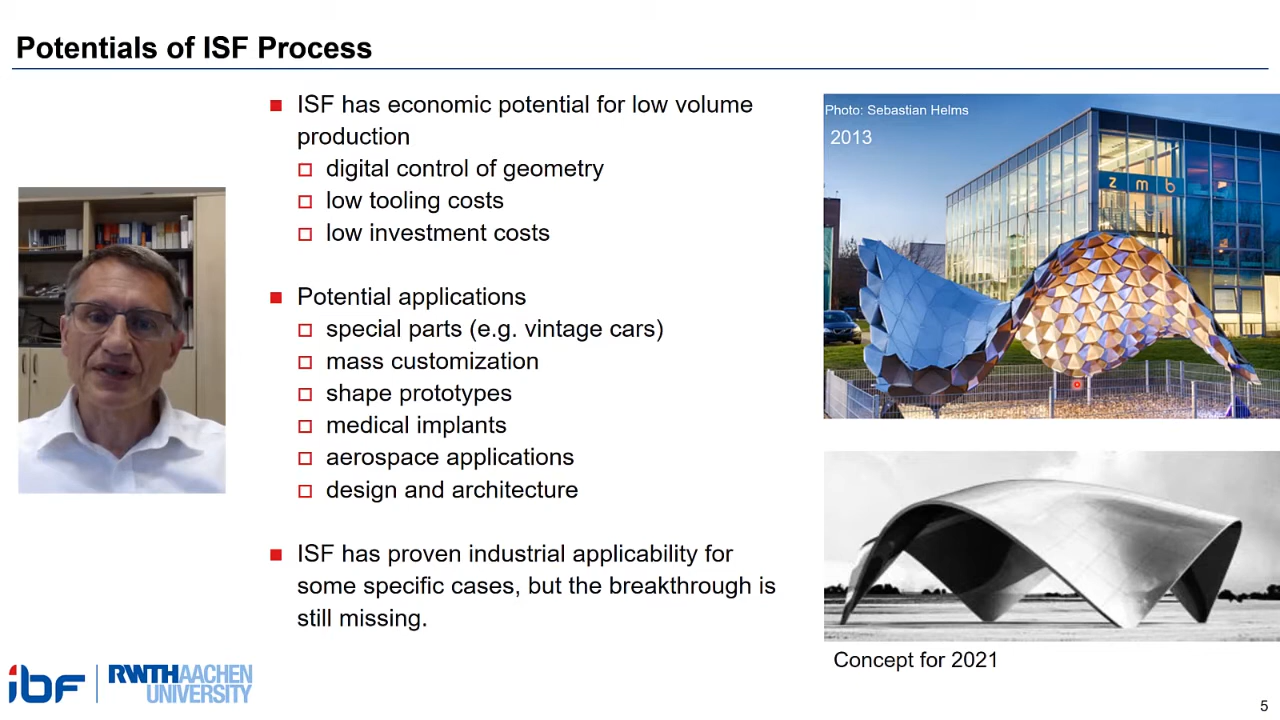 Potentials of ISF Process
ISF has economic potential for low volume
production
digital control of geometry
low tooling costs
low investment costs
Potential applications
special parts (e.g. vintage cars)
mass customization
shape prototypes
medical implants
aerospace applications
design and architecture
ISF has proven industrial applicability for
some specific cases, but the breakthrough is
still missing.
Photo: Sebastian Helms
2013
z m b
Concept for 2021
ibf
RWTHAACHEN
UNIVERSITY
5